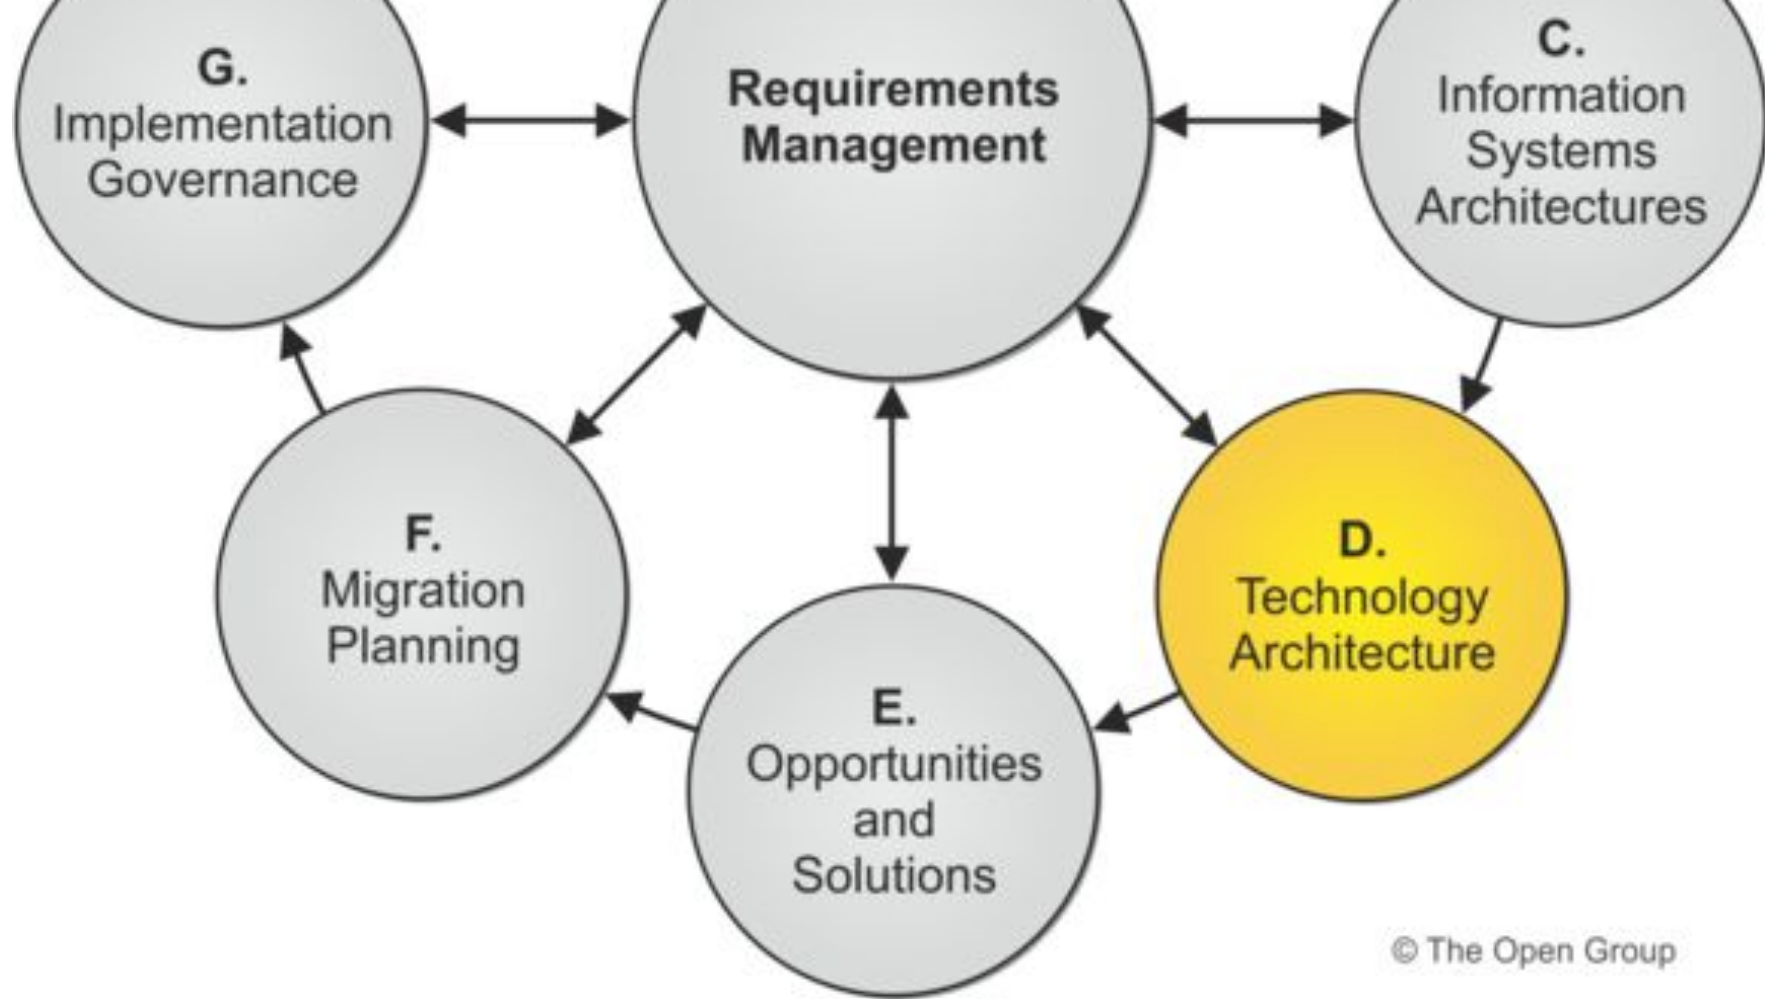 G.
Implementation
Governance
Requirements
Management
C.
Information
Systems
Architectures
F.
Migration
Planning
D.
Technology
Architecture
E.
Opportunities
and
Solutions
© The Open Group